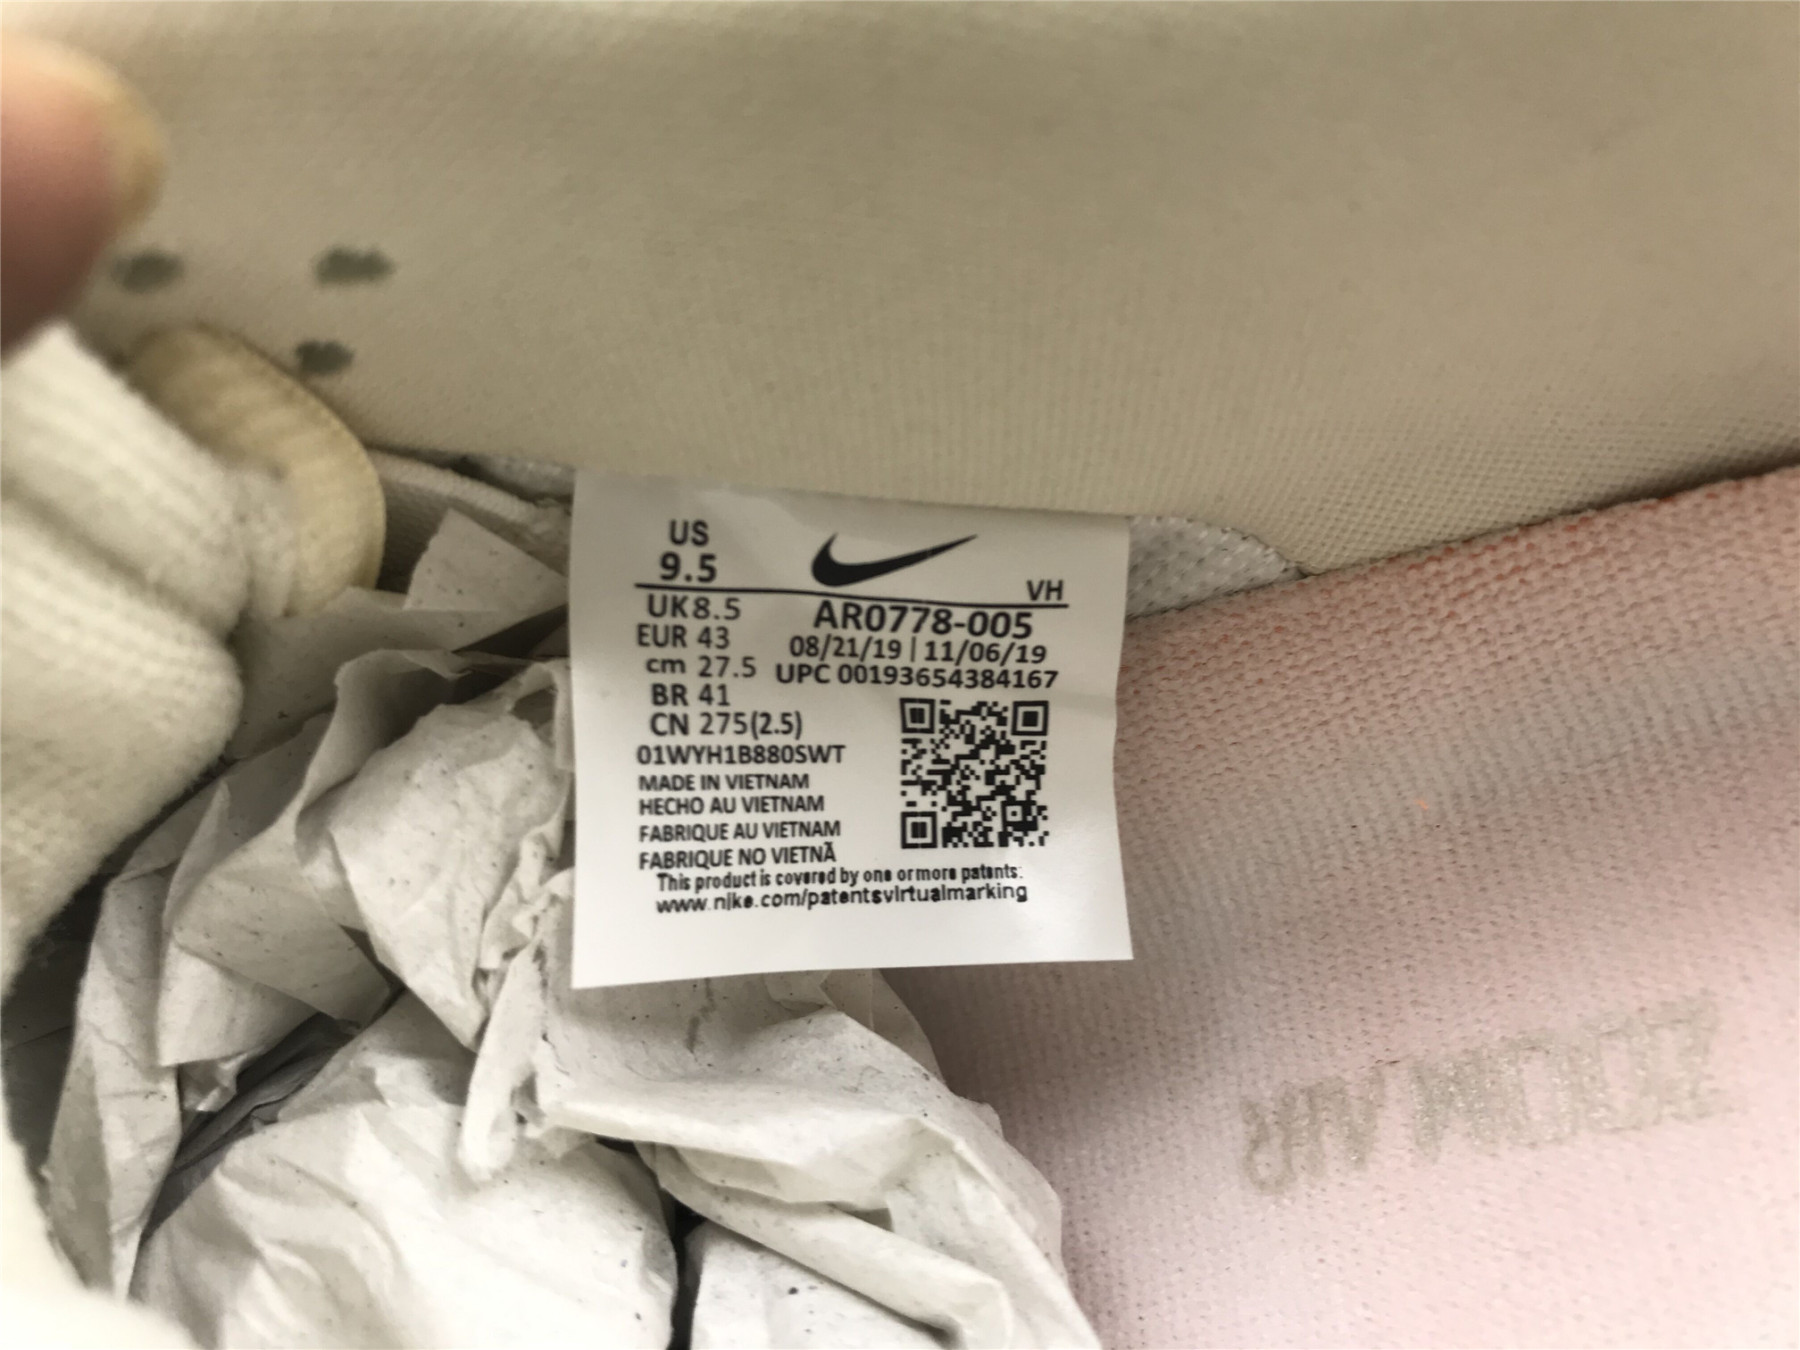 US
9.5
VH
UK8.5
AR0778-005
EUR 43
08/21/19 | 11/06/19
cm 27.5
UPC 00193654384167
BR 41
CN 275(2.5)
01WYH1B880SWT
MADE IN VIETNAM
HECHO AU VIETNAM
FABRIQUE AU VIETNAM
FABRIQUE NO VIETNÃ
This product is covered by one or more patents:
www.nike.com/patentsvirtualmarking
ZOOM AIR